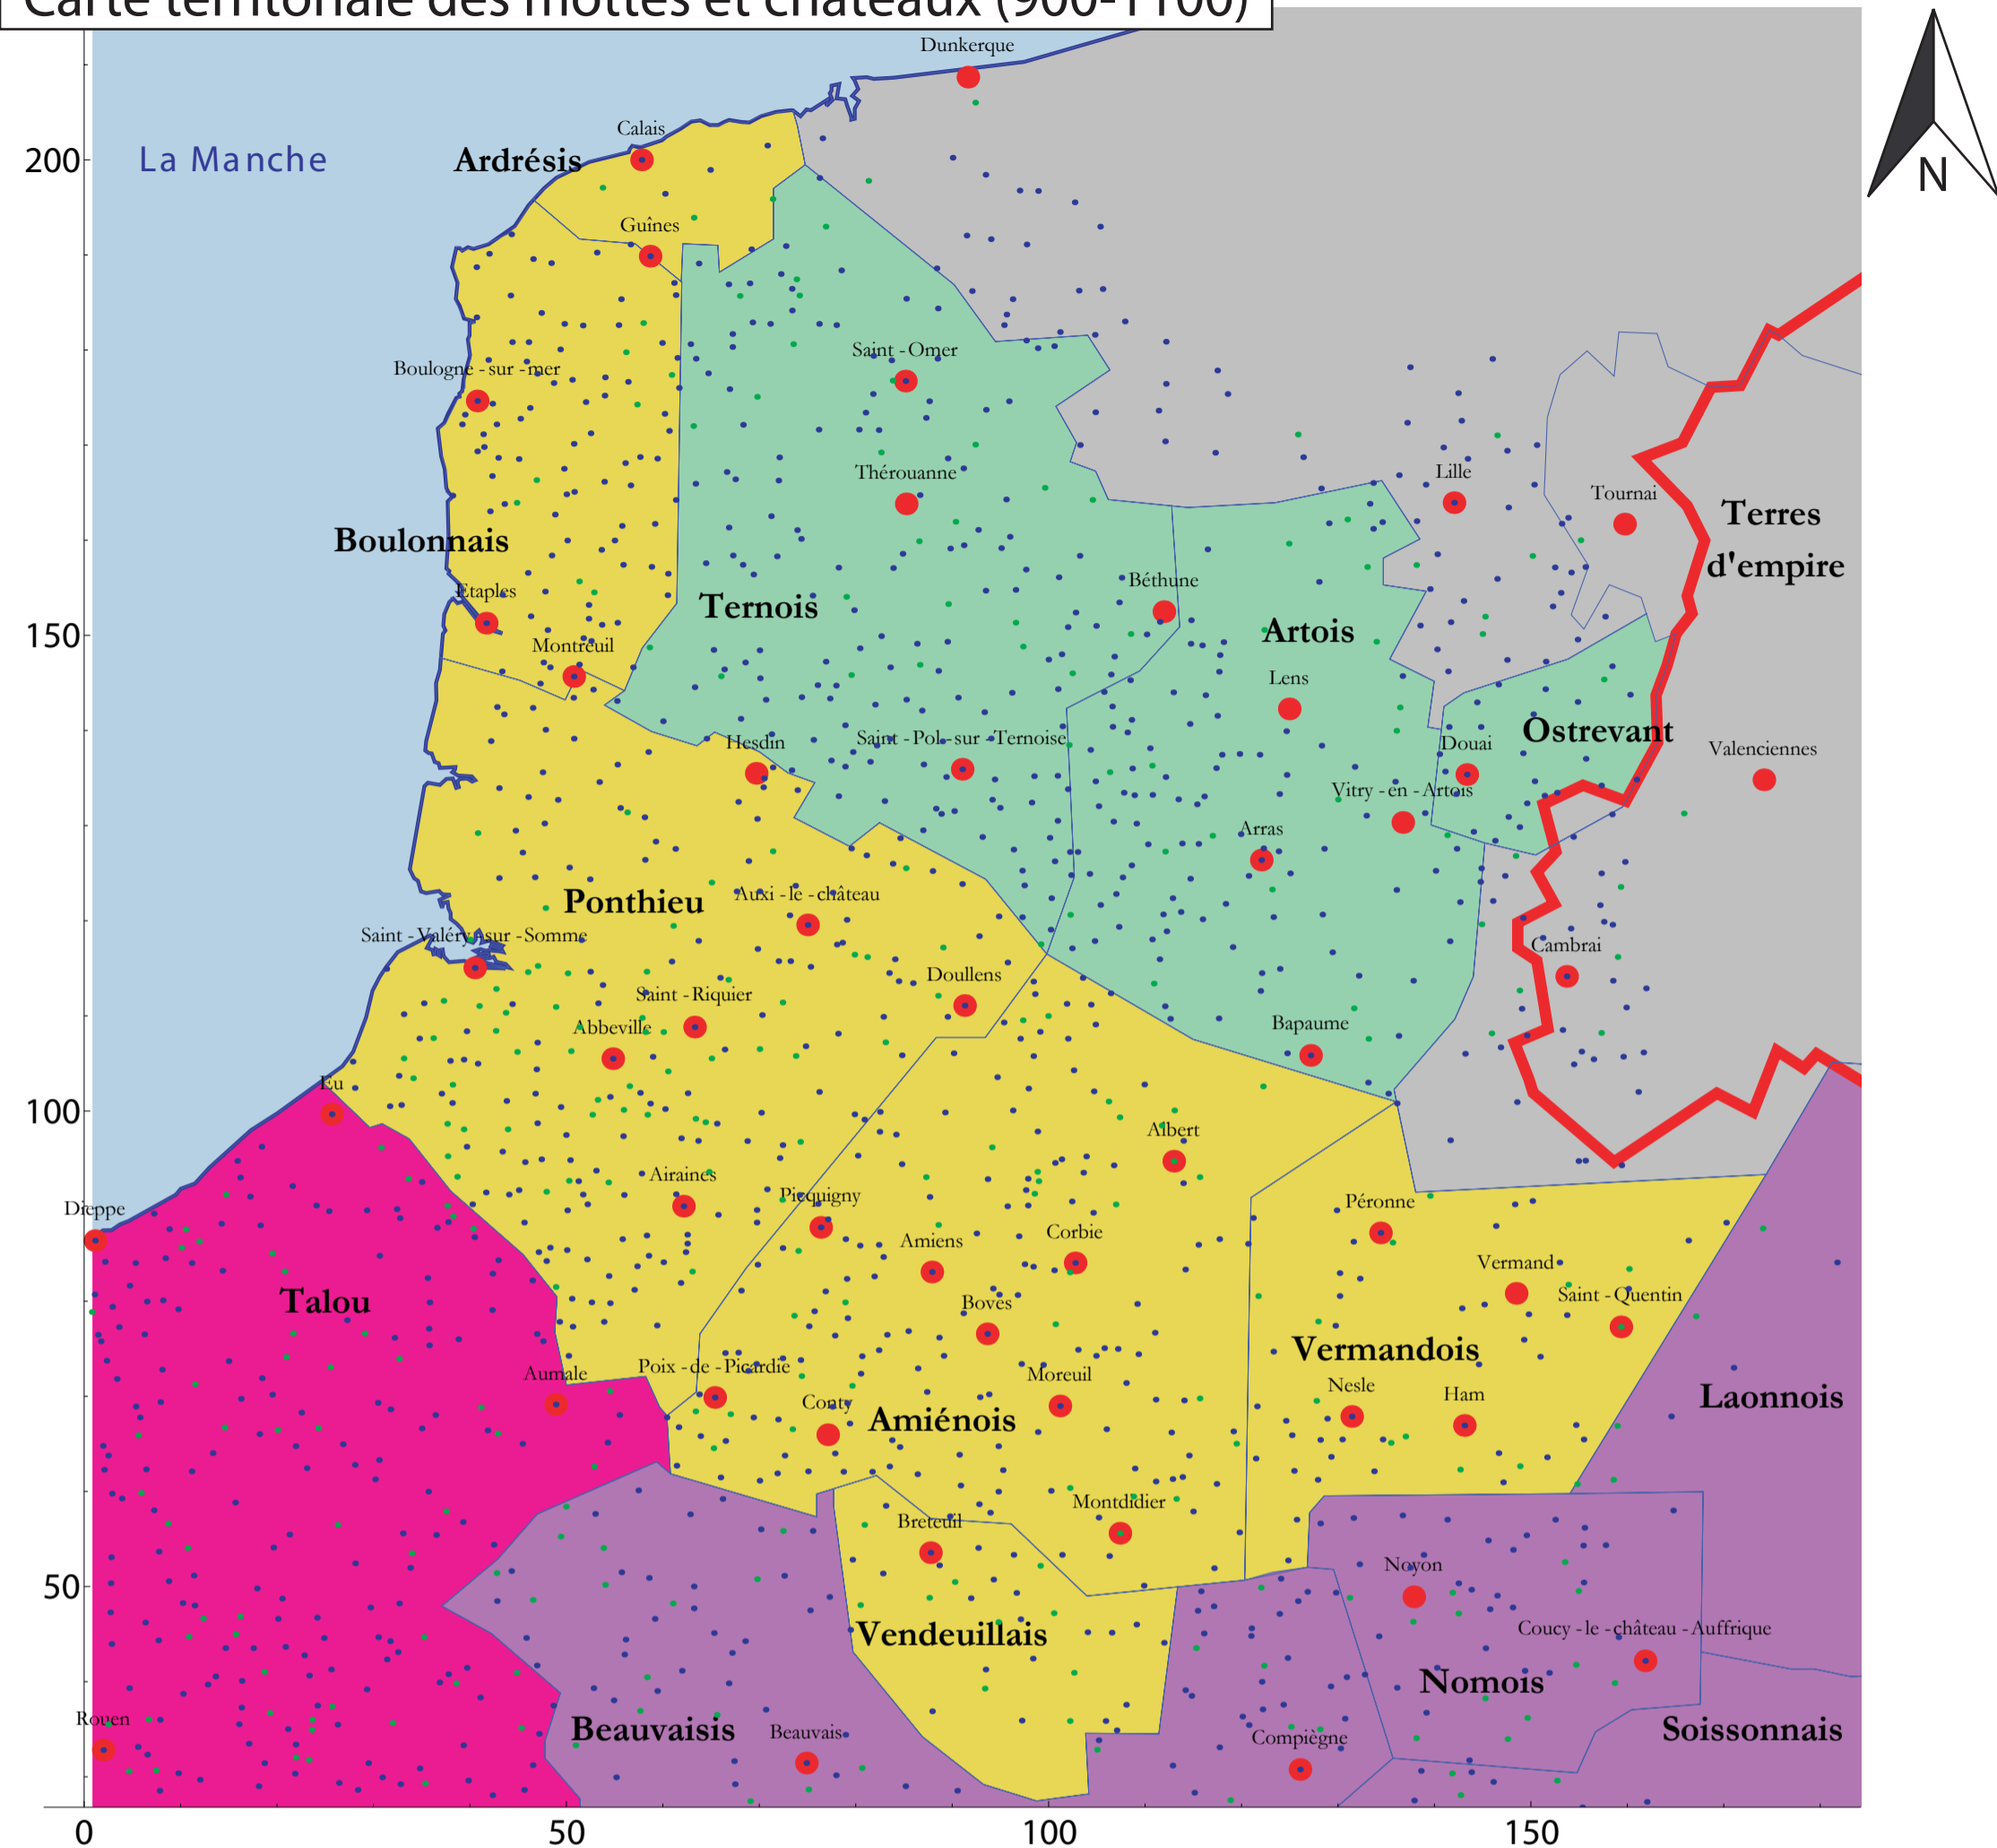 Carte territoriale des mottes et châteaux (900-1100)
Dunkerque
Calais
La Manche
Ardrésis
200
N
Guînes
Saint -Omer
Boulogne -sur -mer
Thérouanne
Lille
Tournai
Terres
d'empire
Boulonnais
Etaples
Béthune
Ternois
Artois
150
Montreuil
Lens
Ostrevant
Hesdin
Saint -Pol -sur -Ternoise
Douai
Valenciennes
Vitry -en -Artois
Arras
Auxi -le -château
Ponthieu
Saint -Valéry -sur -Somme
Cambrai
Doullens
Saint -Riquier
Abbeville
Bapaume
Eu
100
Albert
Airaines
Picquigny
Péronne
Dieppe
Amiens
Corbie
Vermand
Talou
Boves
Saint -Quentin
Vermandois
Aumale
Poix -de -Picardie
Moreuil
Nesle
Ham
Laonnois
Conty
Amiénois
Montdidier
Breteuil
Noyon
50
Vendeuillais
Coucy -le -château -Auffrique
Nomois
Rouen
Beauvaisis
Beauvais
Compiègne
Soissonnais
0
50
100
150